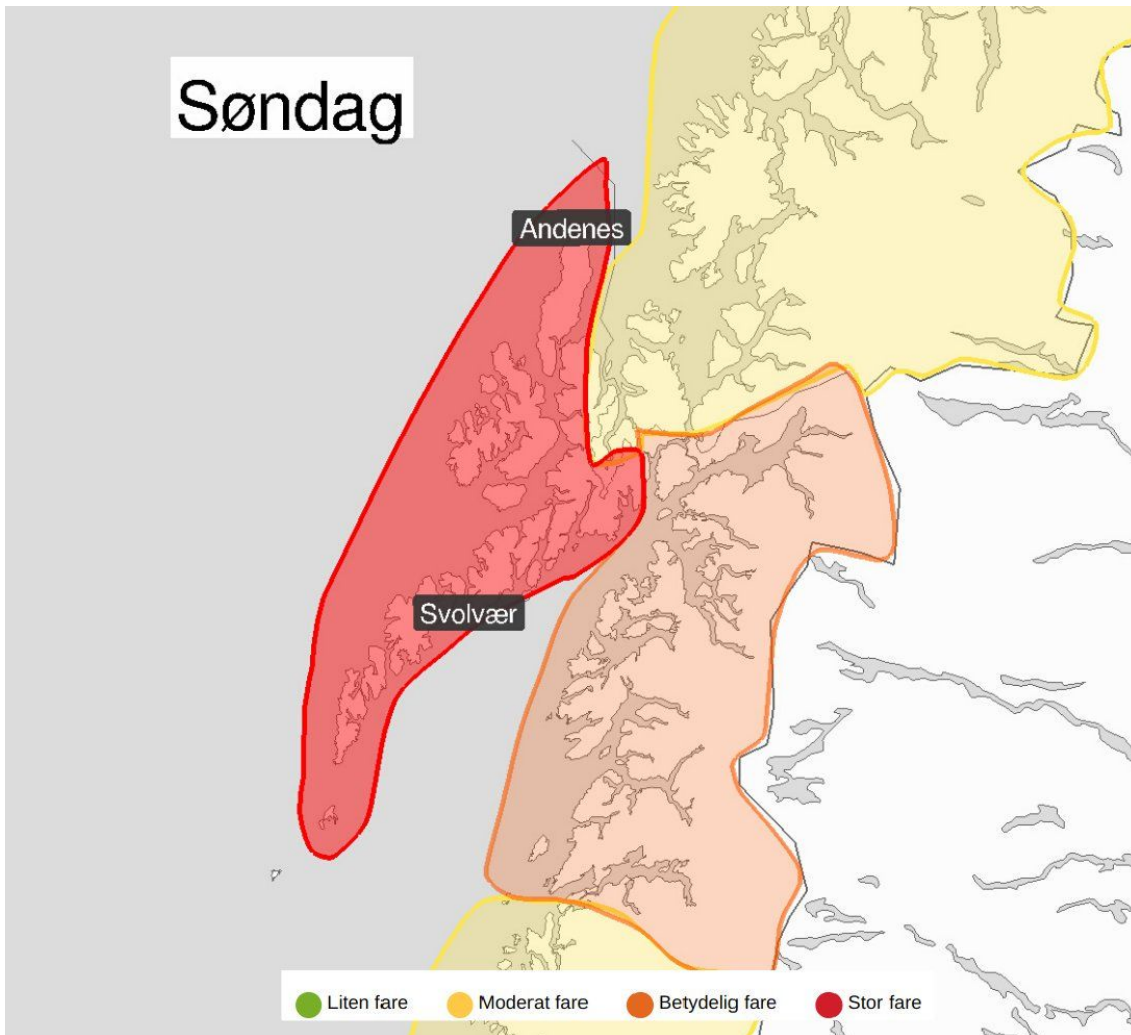 Søndag
Andenes
Svolvær
Liten fare
Moderat fare
Betydelig fare
Stor fare